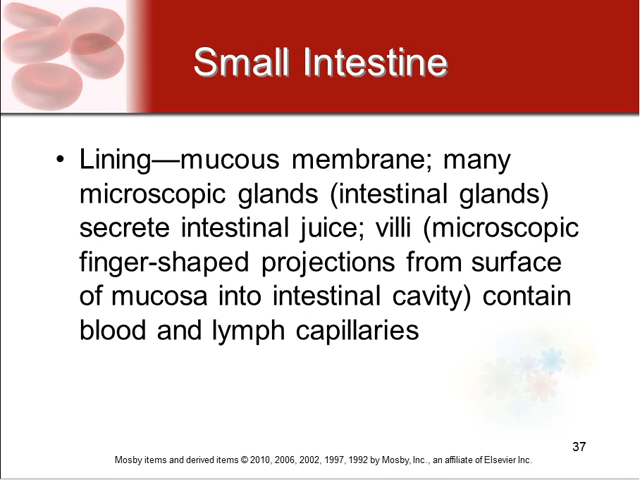 Small Intestine
• Lining—mucous membrane; many
microscopic glands (intestinal glands)
secrete intestinal juice; villi (microscopic
finger-shaped projections from surface
of mucosa into intestinal cavity) contain
blood and lymph capillaries
37
Mosby items and derived items © 2010, 2006, 2002, 1997, 1992 by Mosby, Inc., an affiliate of Elsevier Inc.